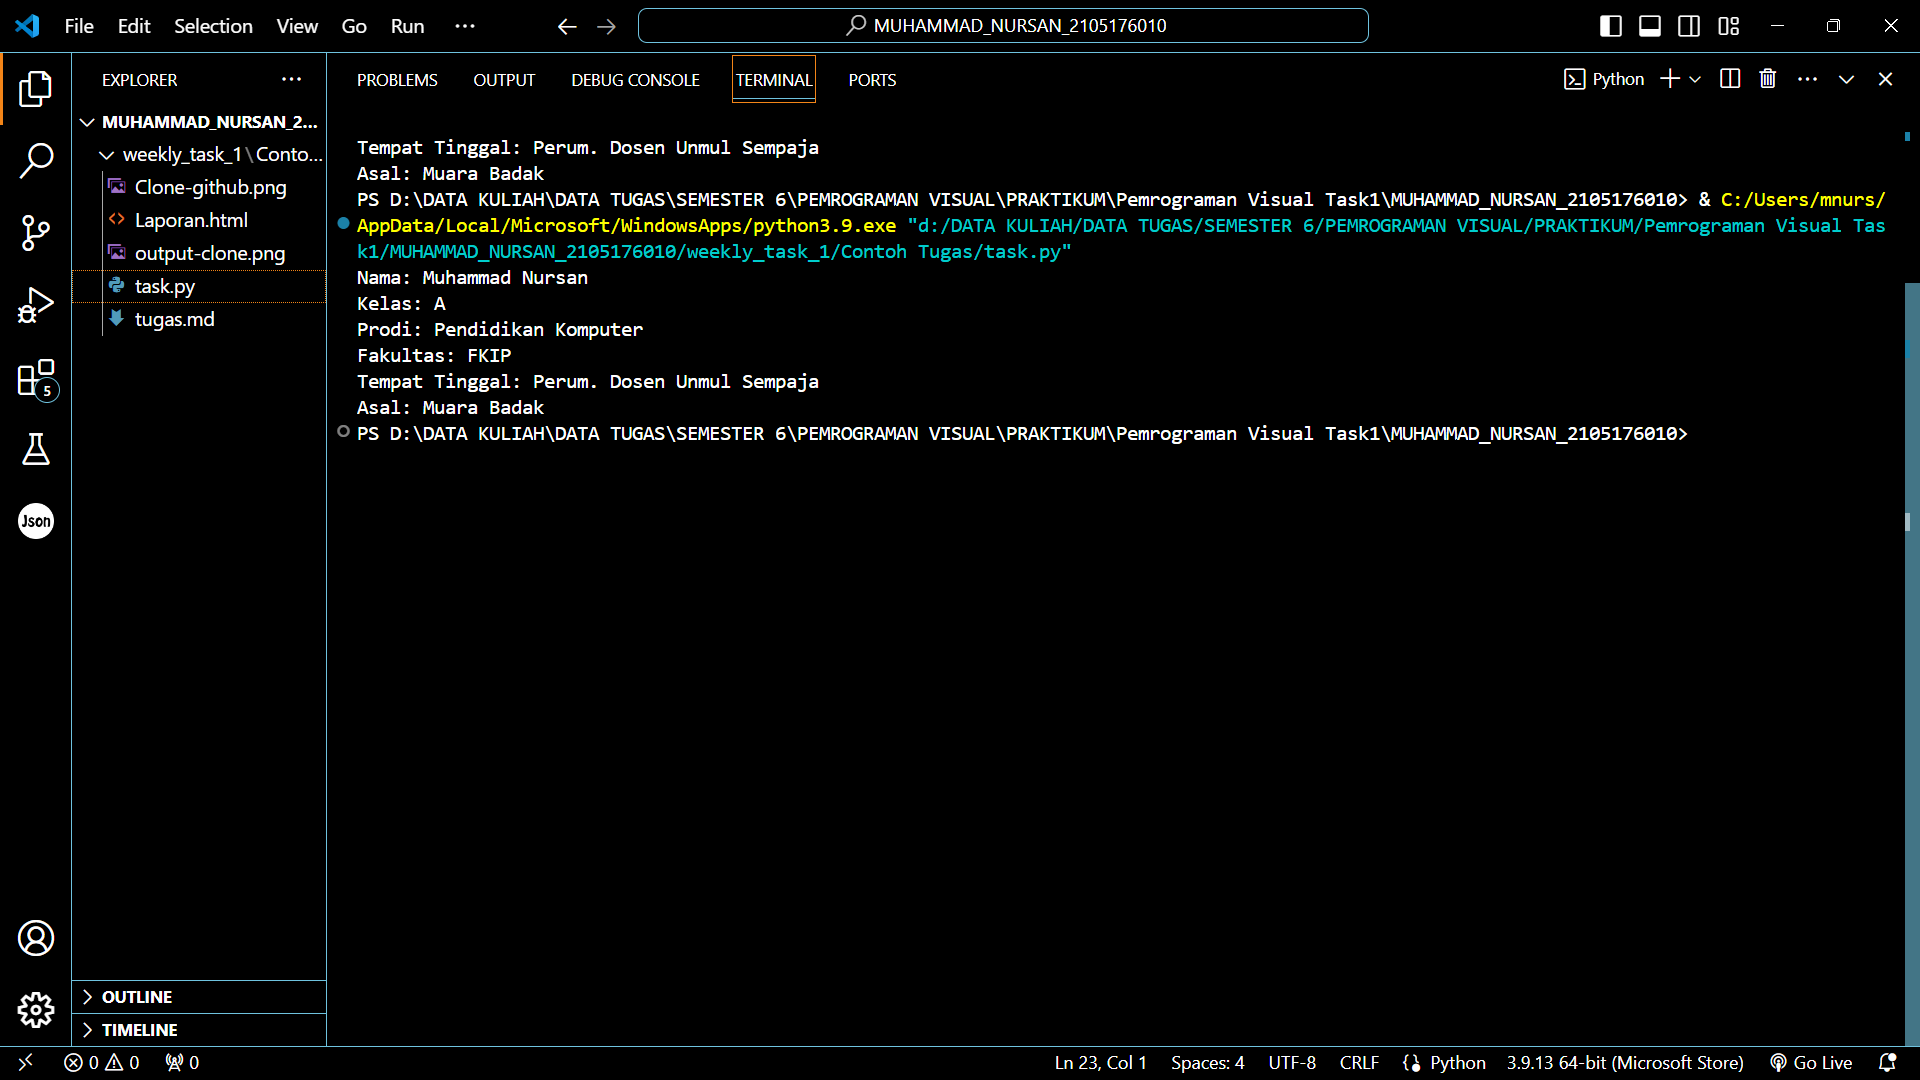 File Edit Selection View Go Run ··· MUHAMMAD_NURSAN_2105176010
EXPLORER ···
PROBLEMS OUTPUT DEBUG CONSOLE TERMINAL PORTS Python ···
MUHAMMAD_NURSAN_2...
weekly_task_1\Conto...
Clone-github.png
Laporan.html
output-clone.png
task.py
tugas.md
5
Json
OUTLINE
TIMELINE
Tempat Tinggal: Perum. Dosen Unmul Sempaja
Asal: Muara Badak
PS D:\DATA KULIAH\DATA TUGAS\SEMESTER 6\PEMROGRAMAN VISUAL\PRAKTIKUM\Pemrograman Visual Task1\MUHAMMAD_NURSAN_2105176010> & C:/Users/mnurs/
AppData/Local/Microsoft/WindowsApps/python3.9.exe "d:/DATA KULIAH/DATA TUGAS/SEMESTER 6/PEMROGRAMAN VISUAL/PRAKTIKUM/Pemrograman Visual Tas
k1/MUHAMMAD_NURSAN_2105176010/weekly_task_1/Contoh Tugas/task.py"
Nama: Muhammad Nursan
Kelas: A
Prodi: Pendidikan Komputer
Fakultas: FKIP
Tempat Tinggal: Perum. Dosen Unmul Sempaja
Asal: Muara Badak
PS D:\DATA KULIAH\DATA TUGAS\SEMESTER 6\PEMROGRAMAN VISUAL\PRAKTIKUM\Pemrograman Visual Task1\MUHAMMAD_NURSAN_2105176010>
0 0 0 Ln 23, Col 1 Spaces: 4 UTF-8 CRLF Python 3.9.13 64-bit (Microsoft Store) Go Live